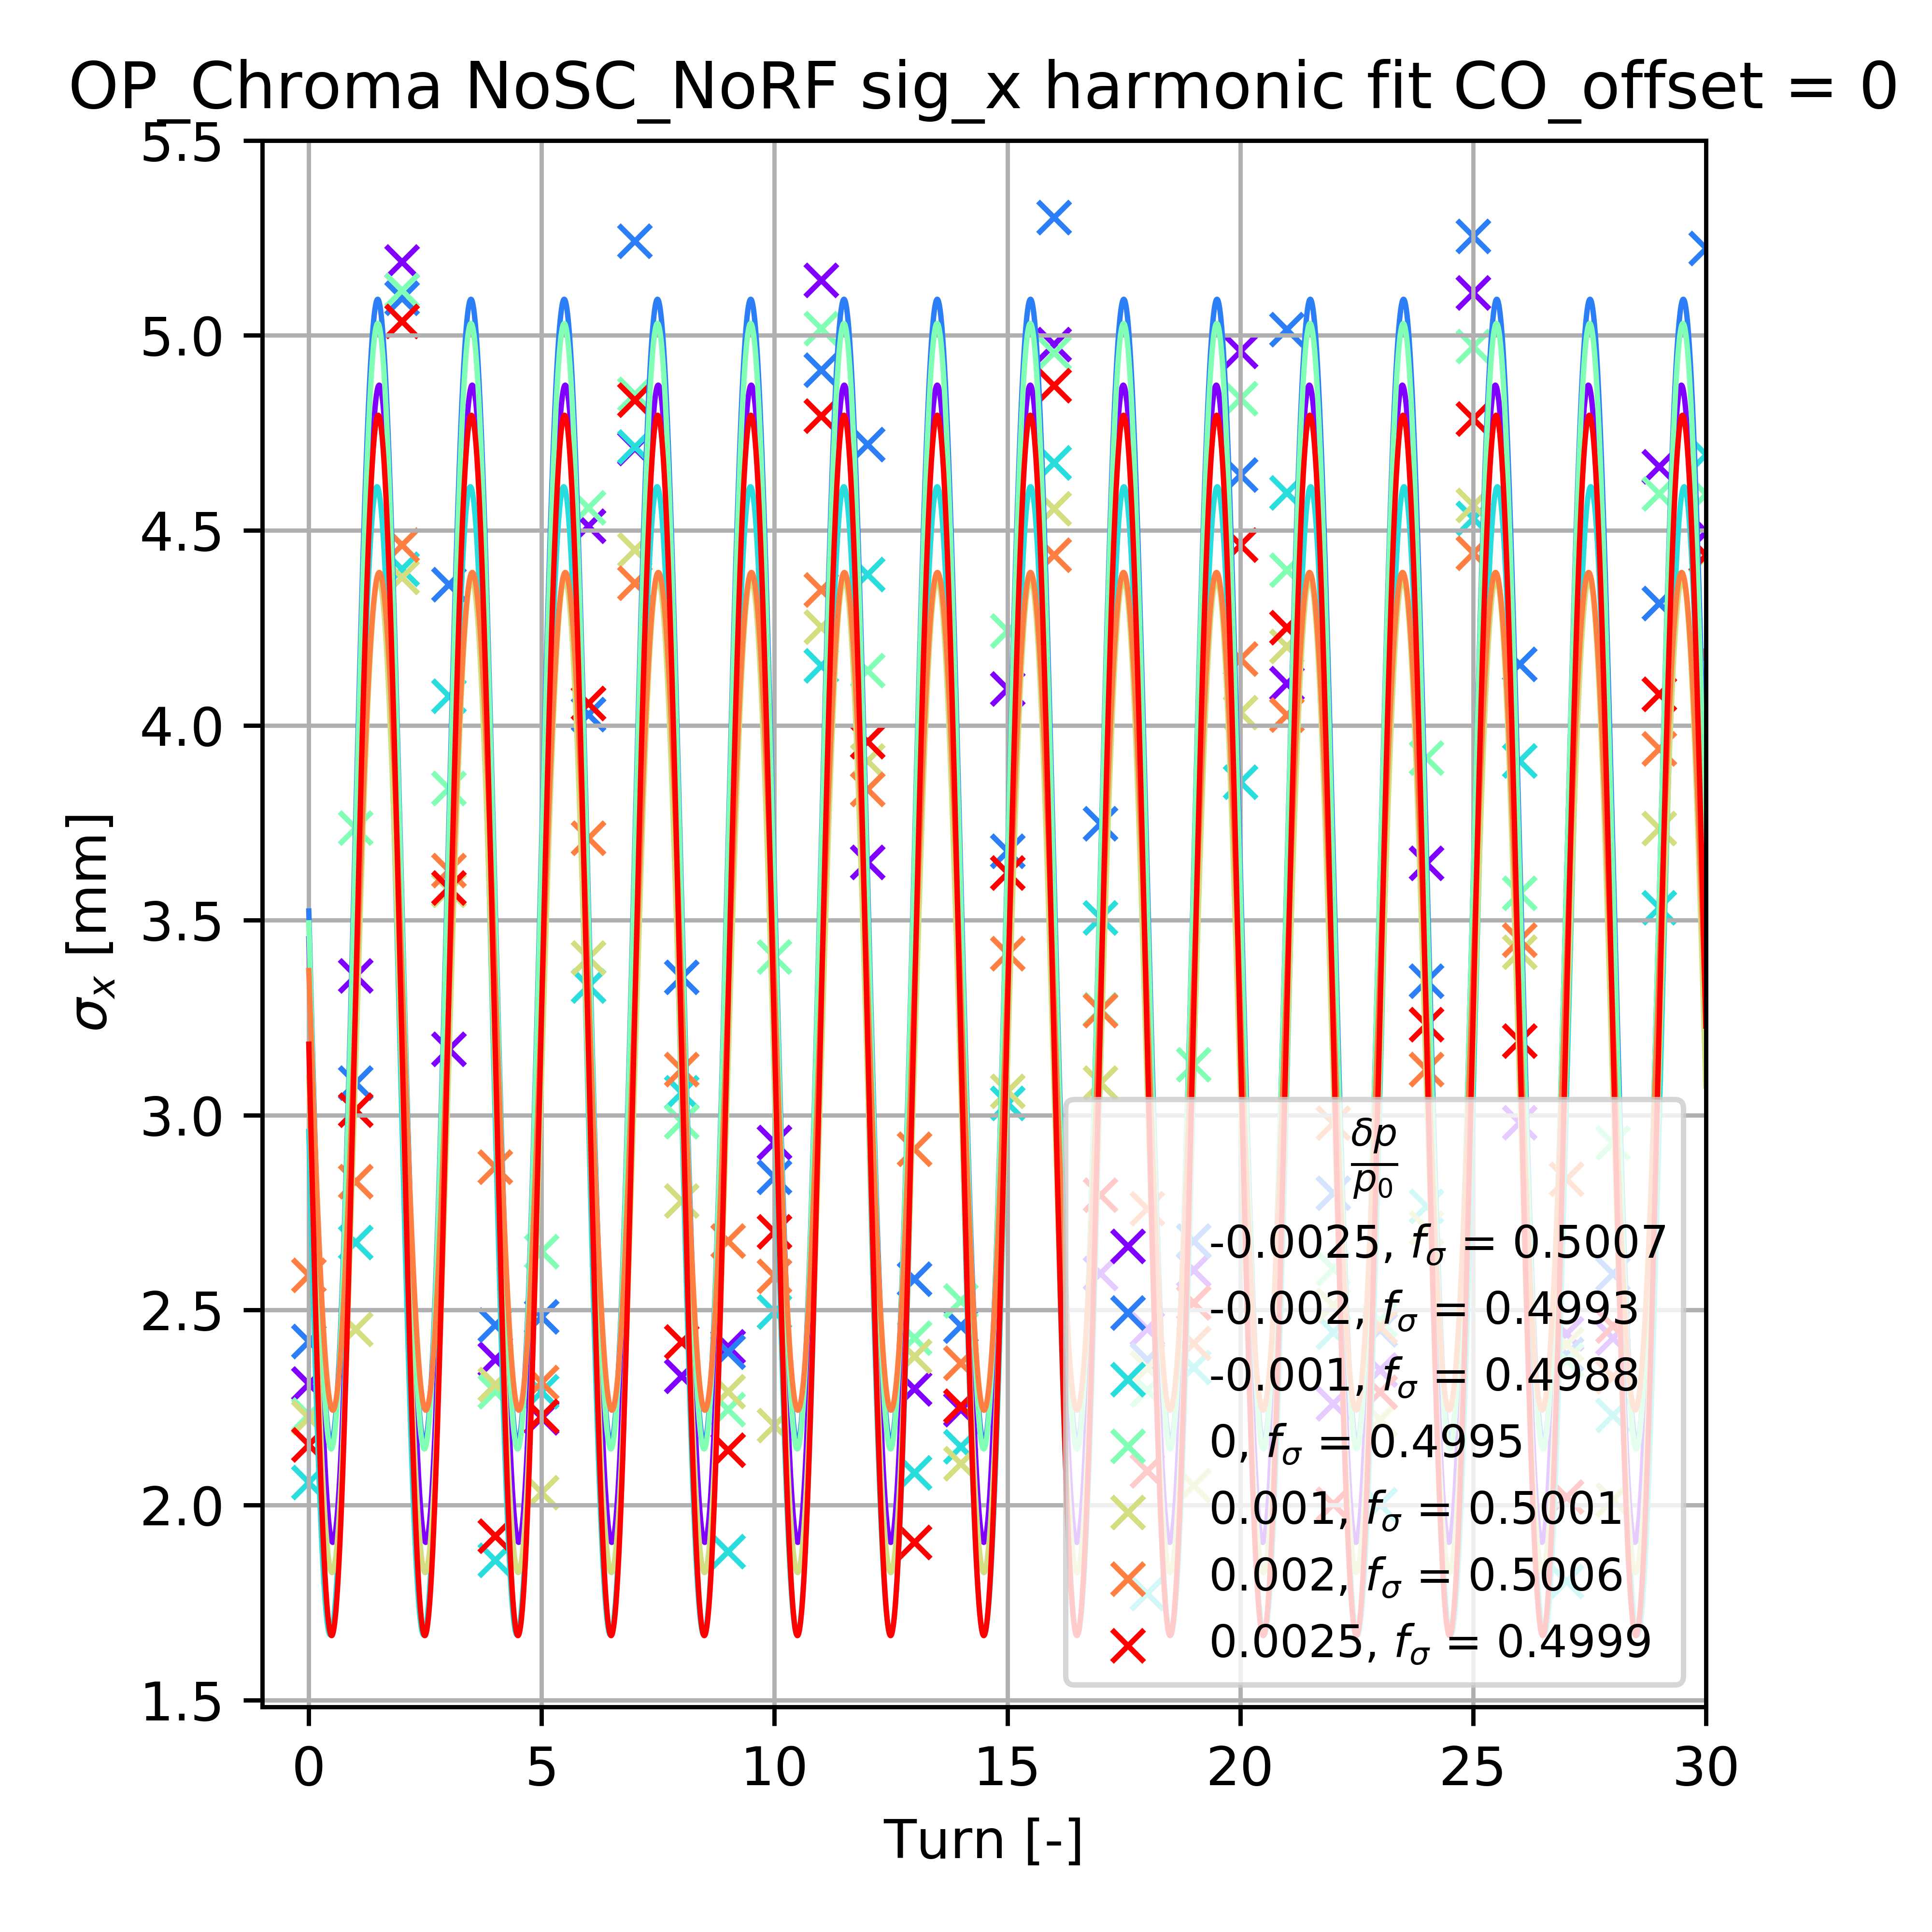 OP_Chroma NoSC_NoRF sig_x harmonic fit CO_offset = 0
5.5
5.0
4.5
4.0
3.5
3.0
2.5
2.0
1.5
σx [mm]
δp
p0
-0.0025, fσ = 0.5007
-0.002, fσ = 0.4993
-0.001, fσ = 0.4988
0, fσ = 0.4995
0.001, fσ = 0.5001
0.002, fσ = 0.5006
0.0025, fσ = 0.4999
0 5 10 15 20 25 30
Turn [-]